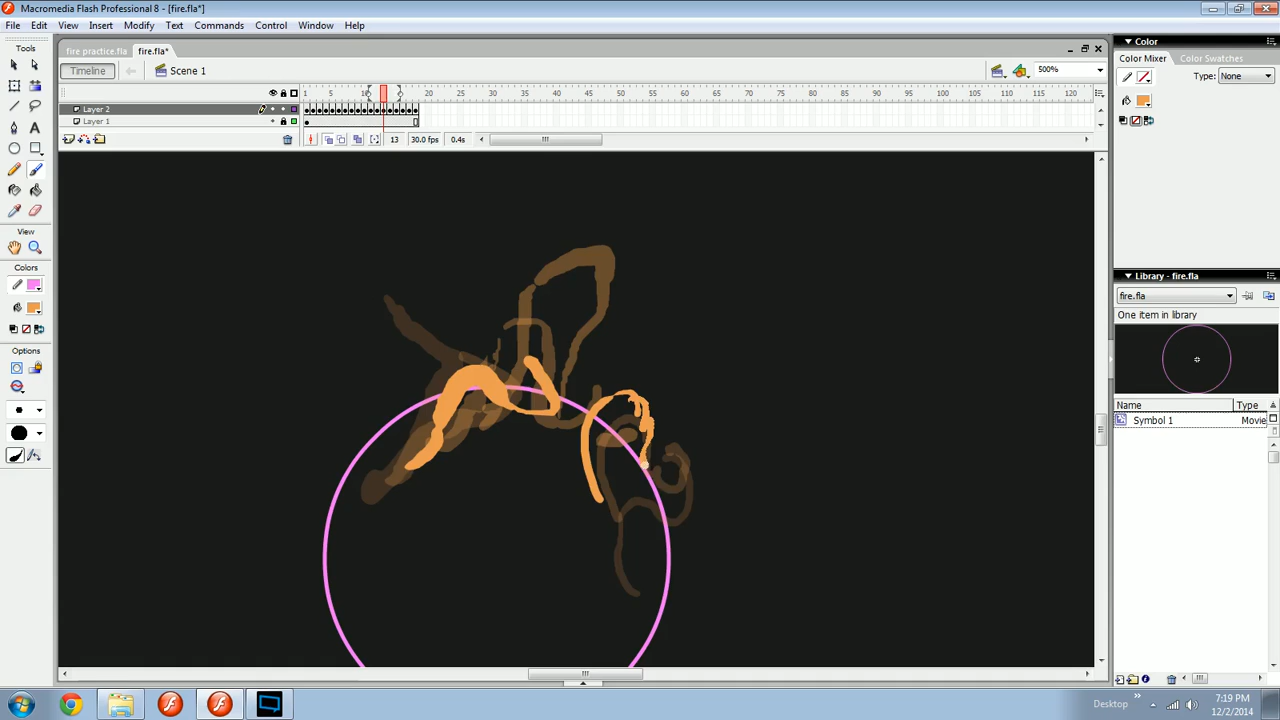 Macromedia Flash Professional 8 - [fire.fla*]
File Edit View Insert Modify Text Commands Control Window Help
Tools
fire practice.fla fire.fla*
Timeline Scene 1 500%
1 5 10 20 25 30 35 40 45 50 55 60 65 70 75 80 85 90 95 100 105 110 115 120
Layer 2
Layer 1
13 30.0 fps 0.4s
View
Colors
Options
Color
Color Mixer Color Swatches
Type: None
Library - fire.fla
fire.fla
One item in library
Name Type
Symbol 1 Movie
Desktop
7:19 PM
12/2/2014